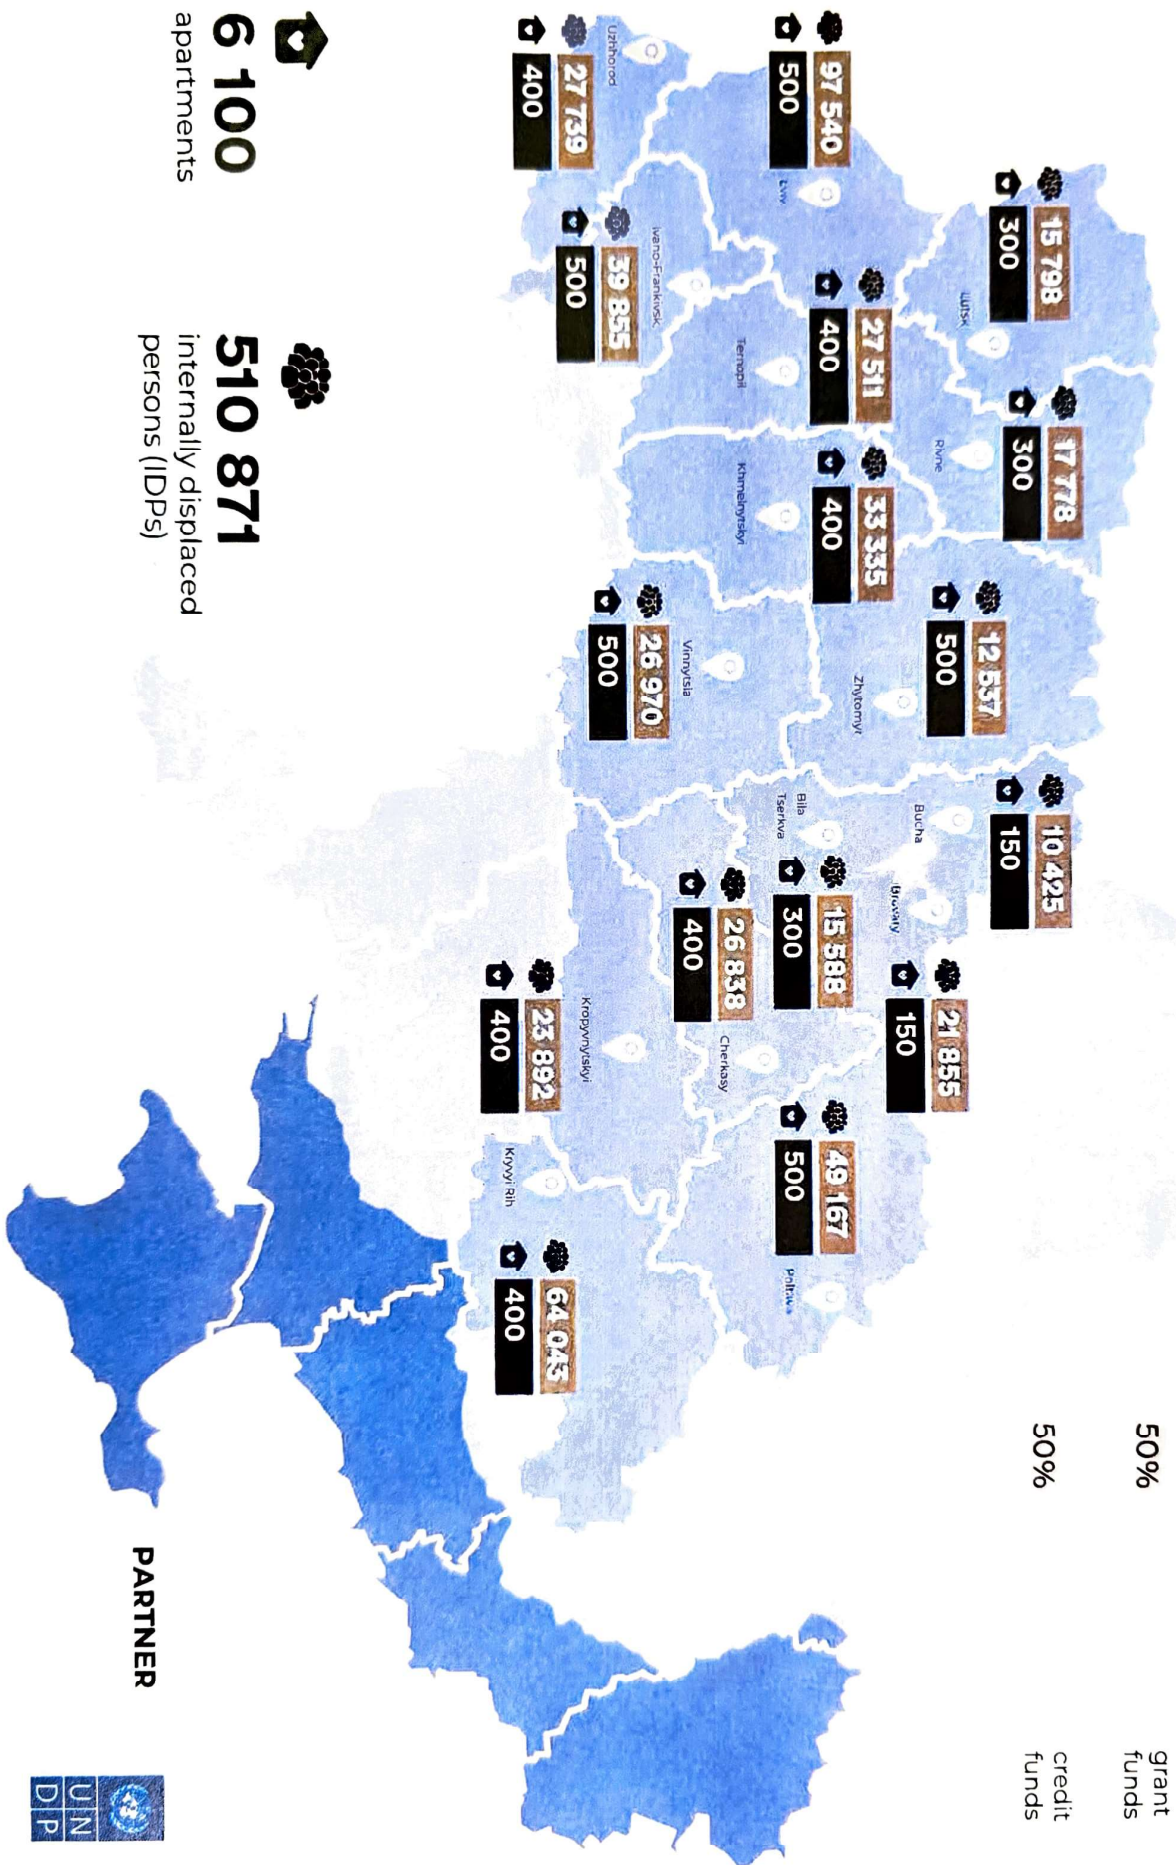 50%
grant
funds
50%
credit
funds
15 798
300
Lutsk
17 778
300
Rivne
12 537
500
Zhytomyr
10 425
150
Bucha
Brovary
21 855
150
97 540
500
Lviv
27 511
400
Ternopil
33 335
400
Khmelnytskyi
Bila
Tserkva
15 588
300
26 838
400
Cherkasy
49 167
500
Poltava
Uzhhorod
27 739
400
Ivano-Frankivsk
39 855
500
Vinnytsia
26 970
500
Kropyvnytskyi
23 892
400
Kryvyi Rih
64 043
400
6 100
apartments
510 871
internally displaced
persons (IDPs)
PARTNER
U N
D P